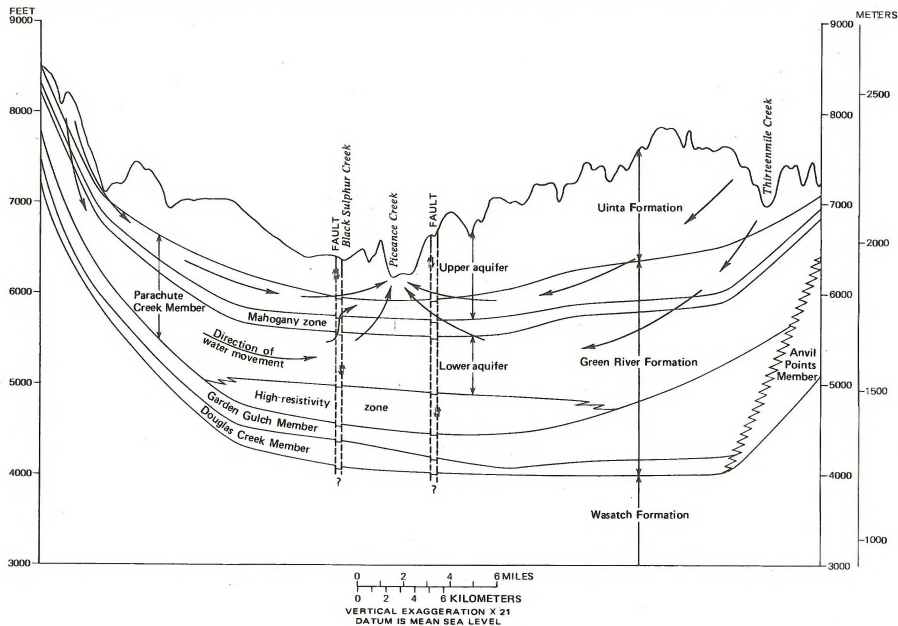 FEET
METERS
9000
8000
7000
6000
5000
4000
3000
9000
8000
7000
6000
5000
4000
3000
2500
2000
1500
1000
Thirteenmile Creek
Black Sulphur Creek
FAULT
Piceance Creek
FAULT
Uinta Formation
Upper aquifer
Parachute
Creek Member
Mahogany zone
Direction of
water movement
Lower aquifer
Green River Formation
Anvil
Points
Member
High-resistivity
zone
Garden Gulch Member
Douglas Creek Member
?
?
Wasatch Formation
0 2 4 6 MILES
0 2 4 6 KILOMETERS
VERTICAL EXAGGERATION X 21
DATUM IS MEAN SEA LEVEL